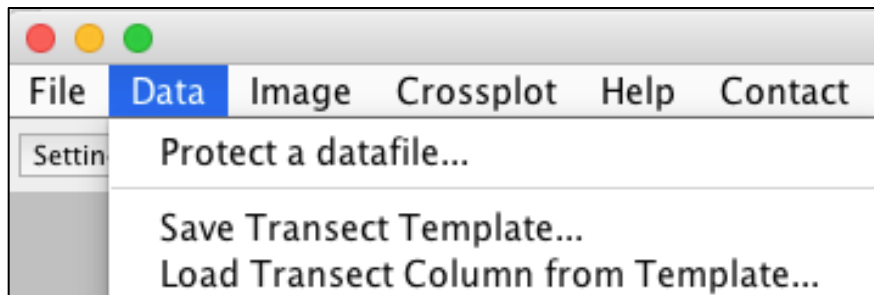 File Data Image Crossplot Help Contact
Settin
Protect a datafile...
Save Transect Template...
Load Transect Column from Template...